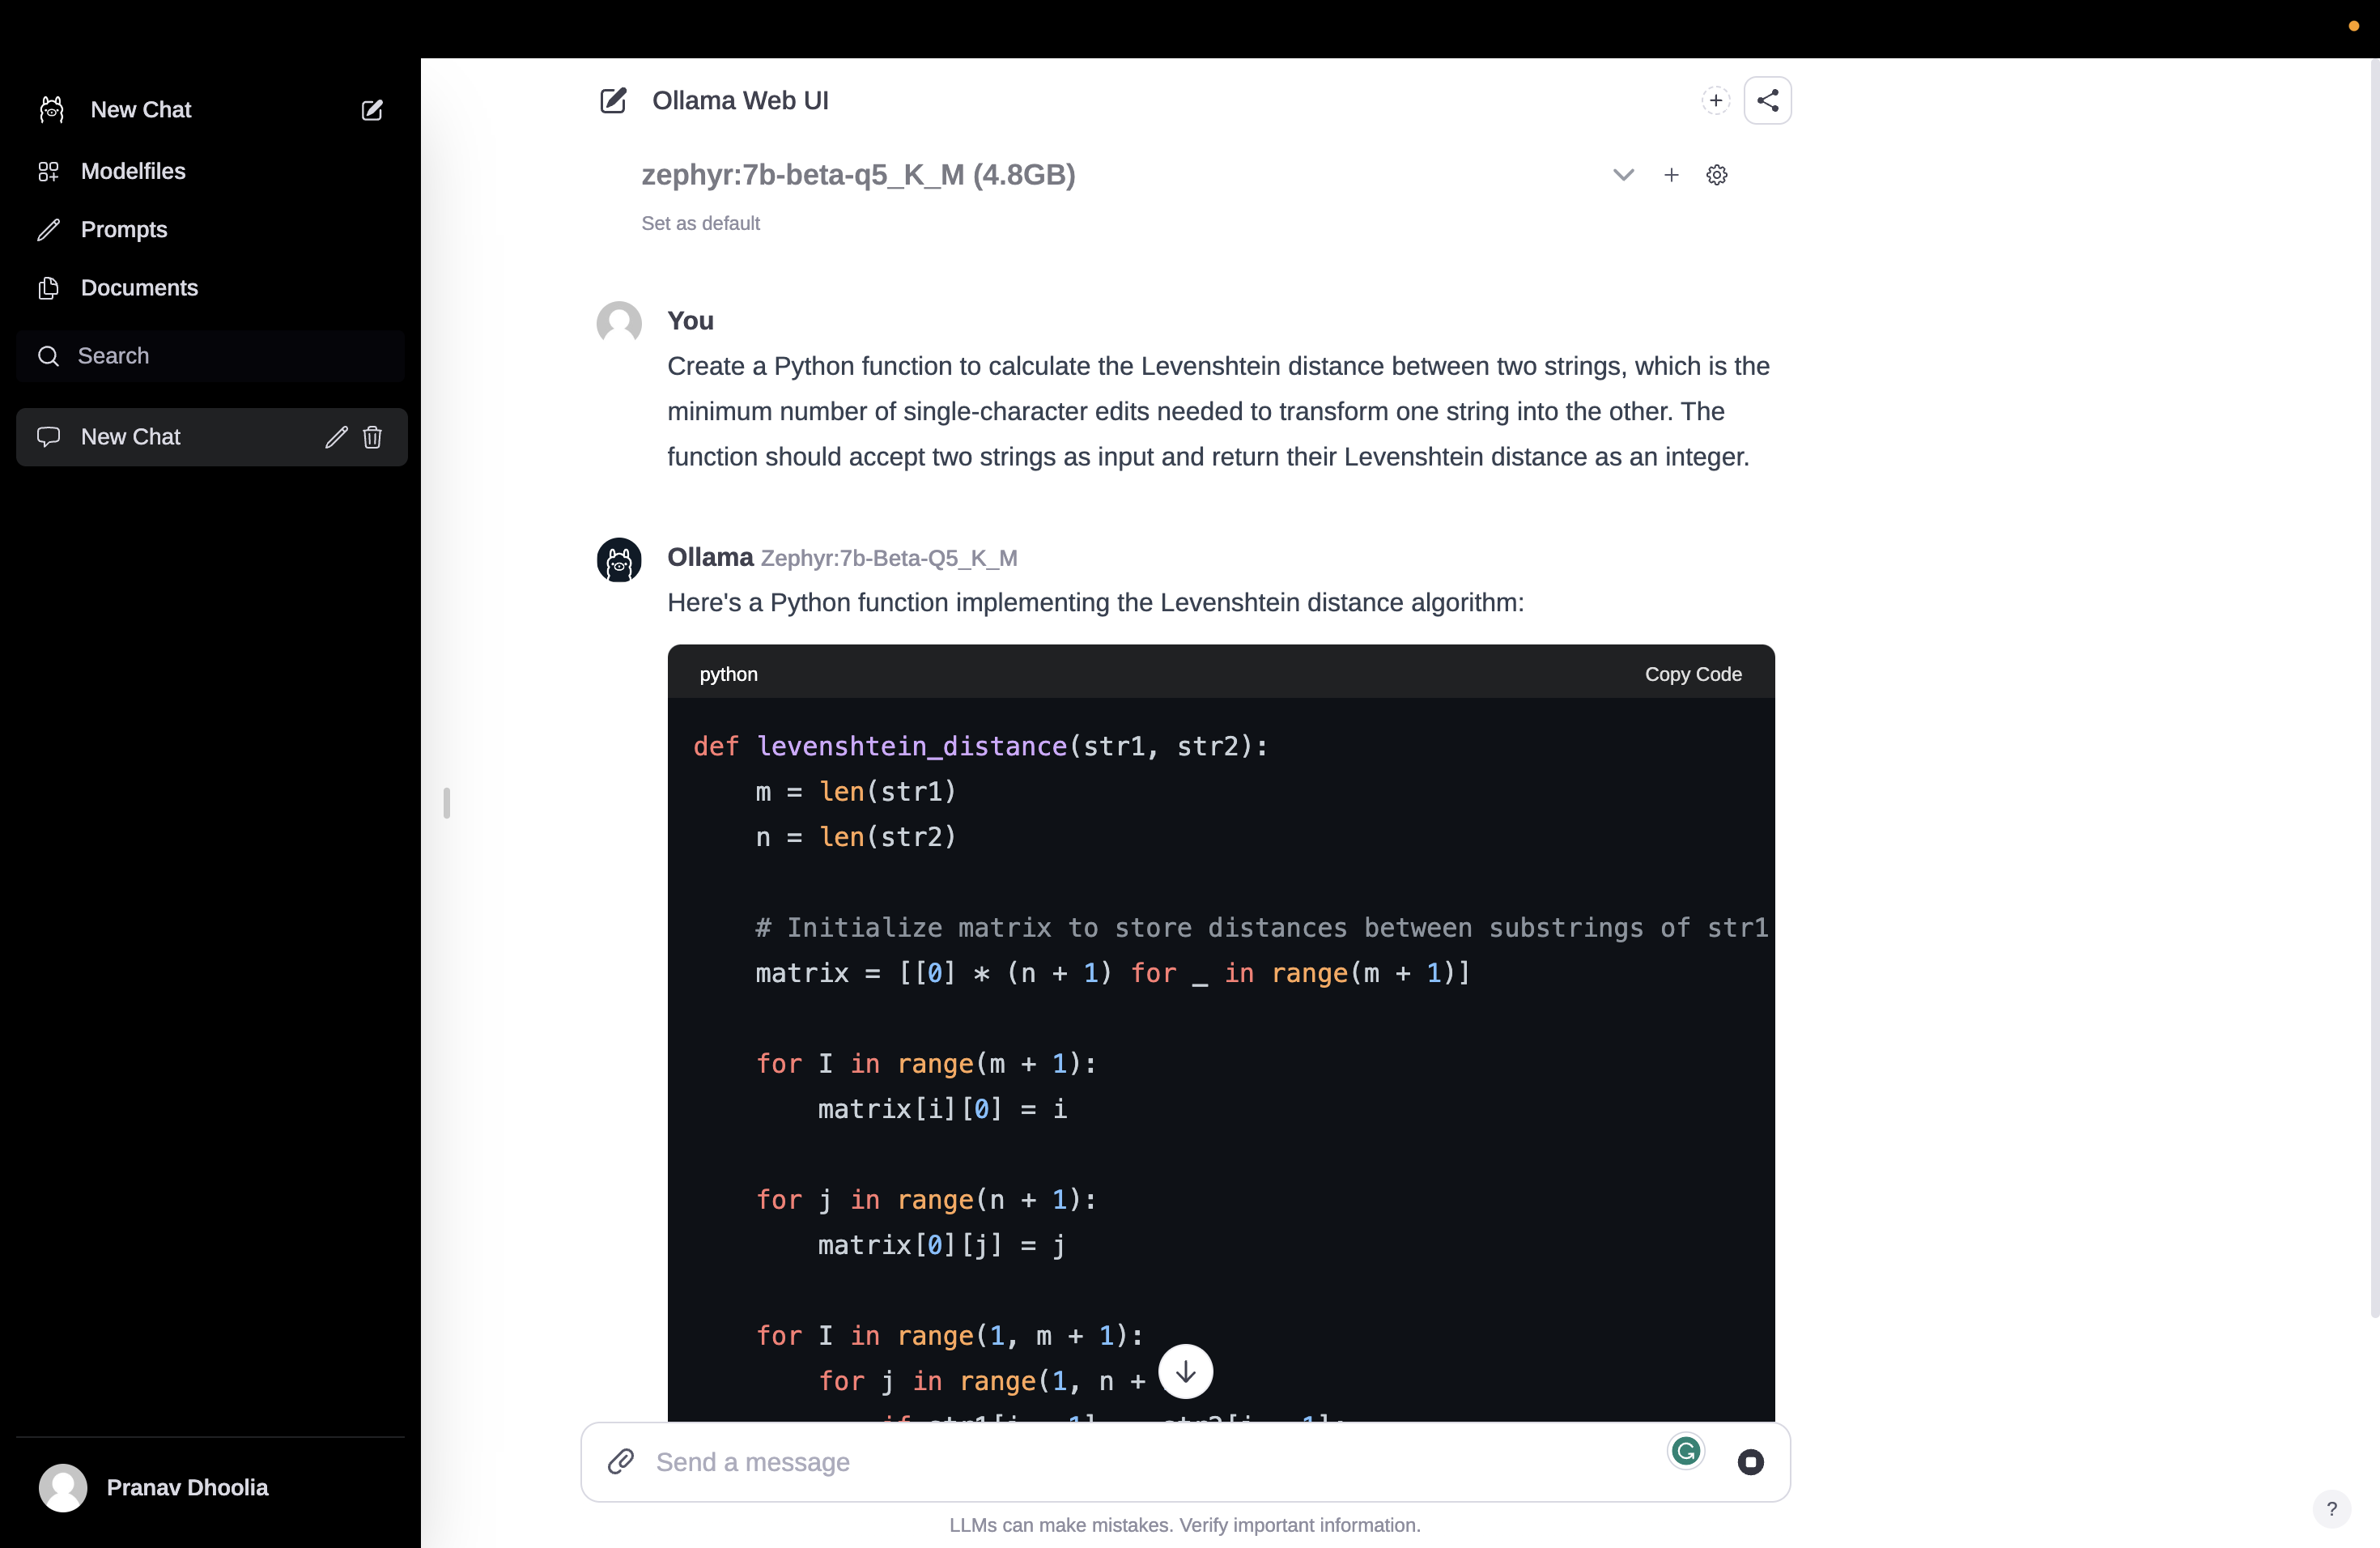 New Chat
Modelfiles
Prompts
Documents
Search
New Chat
Pranav Dhoolia
Ollama Web UI
zephyr:7b-beta-q5_K_M (4.8GB)
Set as default
You
Create a Python function to calculate the Levenshtein distance between two strings, which is the
minimum number of single-character edits needed to transform one string into the other. The
function should accept two strings as input and return their Levenshtein distance as an integer.
Ollama Zephyr:7b-Beta-Q5_K_M
Here's a Python function implementing the Levenshtein distance algorithm:
python Copy Code
def levenshtein_distance(str1, str2):
    m = len(str1)
    n = len(str2)
    # Initialize matrix to store distances between substrings of str1
    matrix = [[0] * (n + 1) for _ in range(m + 1)]
    for I in range(m + 1):
        matrix[i][0] = i
    for j in range(n + 1):
        matrix[0][j] = j
    for I in range(1, m + 1):
        for j in range(1, n +
Send a message
LLMs can make mistakes. Verify important information.
?